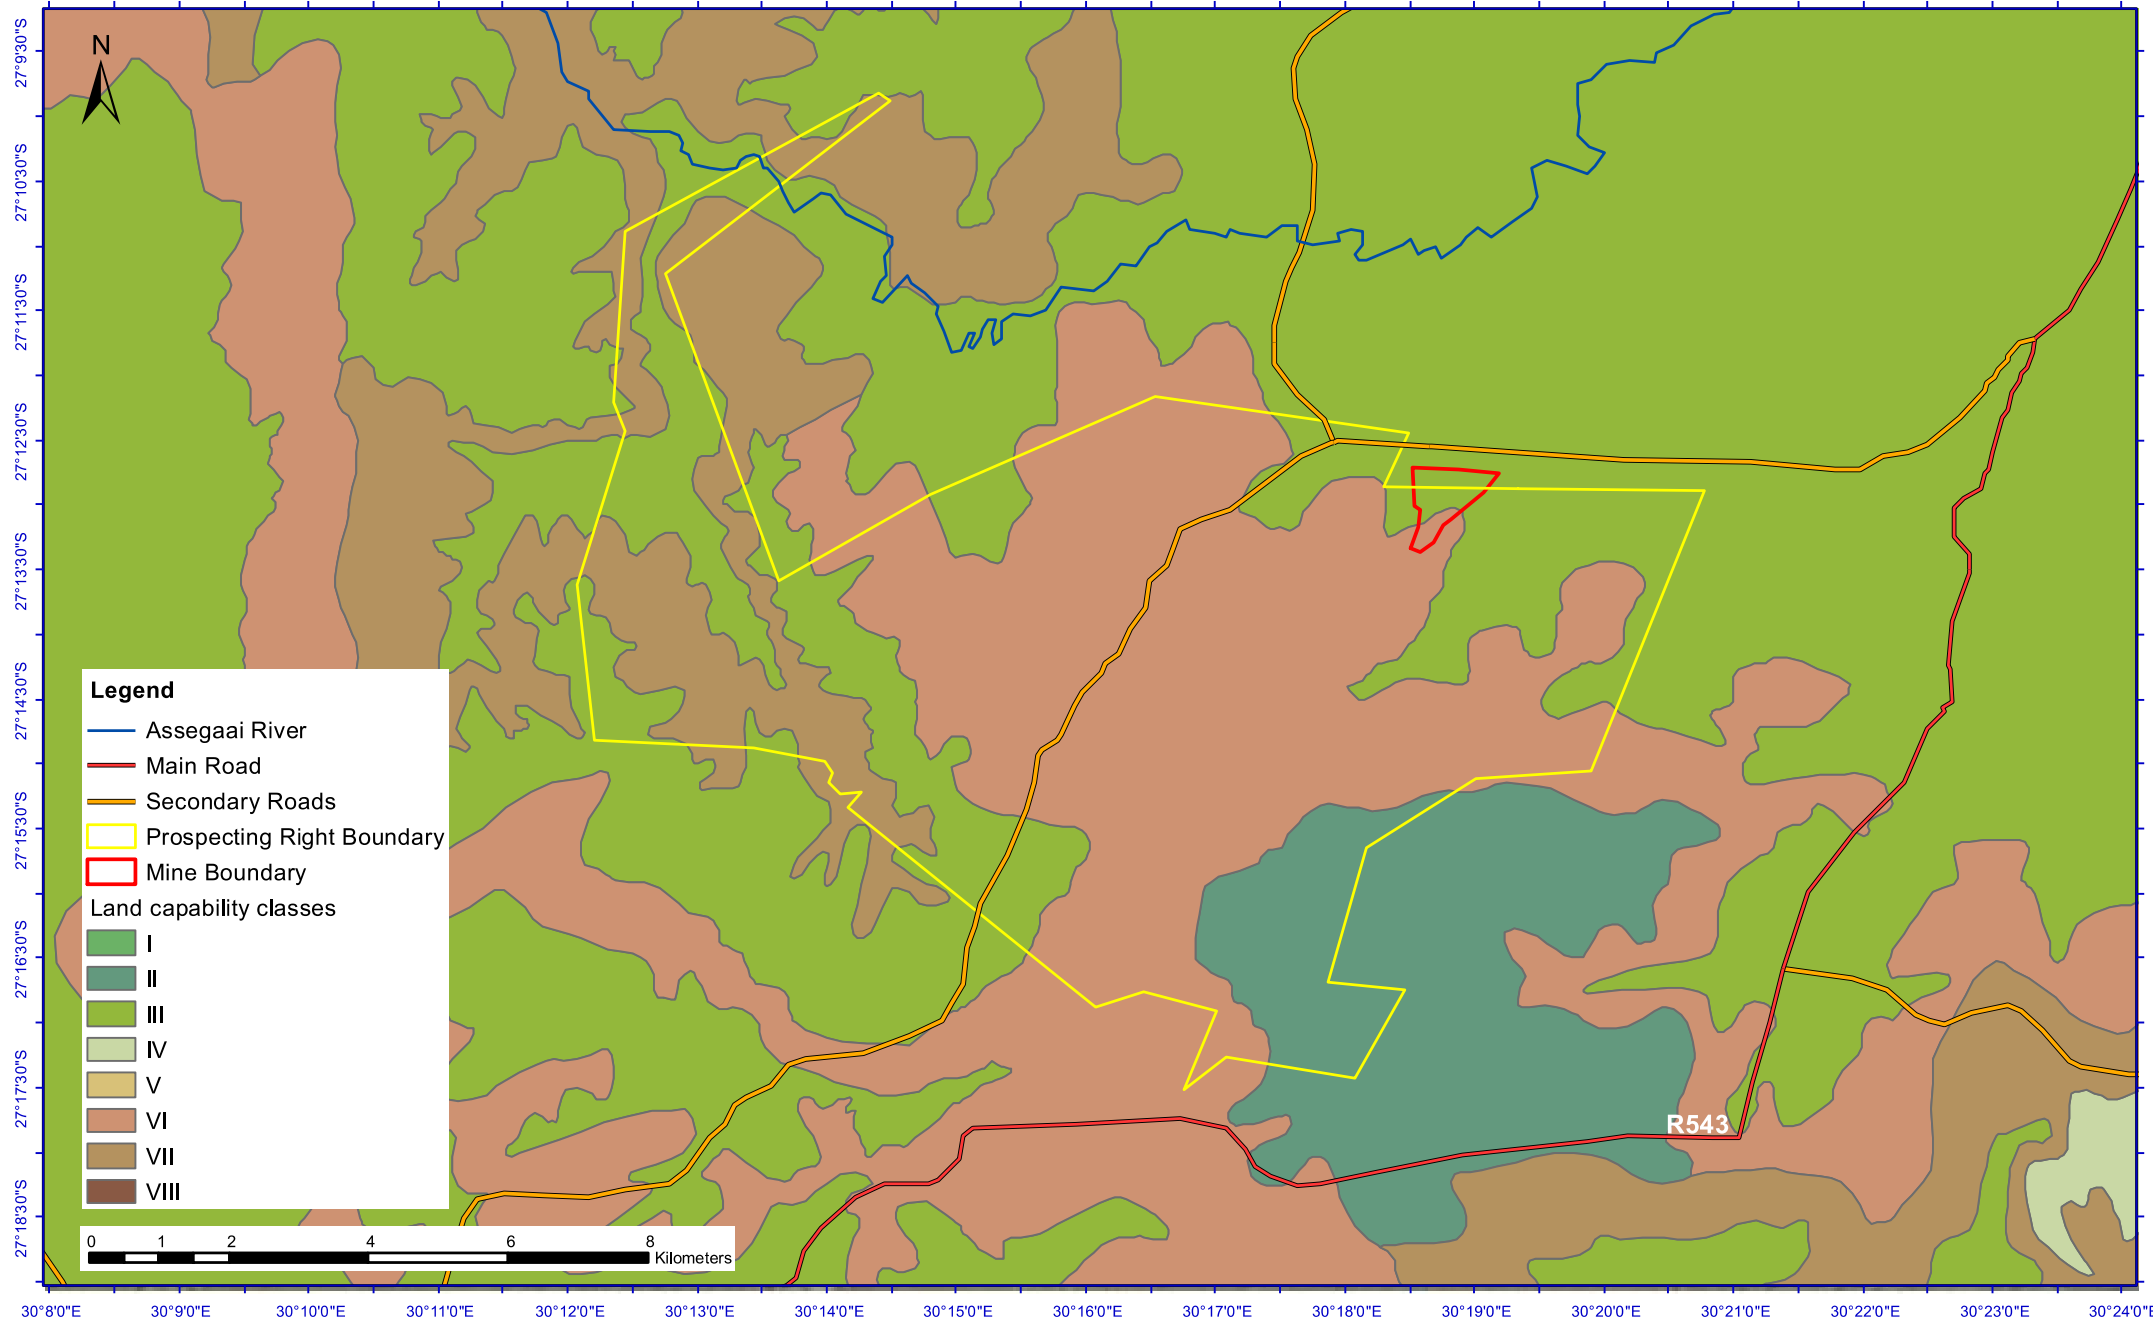 N
27°9'30"S
27°10'30"S
27°11'30"S
27°12'30"S
27°13'30"S
27°14'30"S
27°15'30"S
27°16'30"S
27°17'30"S
27°18'30"S
Legend
Assegaai River
Main Road
Secondary Roads
Prospecting Right Boundary
Mine Boundary
Land capability classes
I
II
III
IV
V
VI
VII
VIII
R543
0 1 2 4 6 8
Kilometers
30°8'0"E 30°9'0"E 30°10'0"E 30°11'0"E 30°12'0"E 30°13'0"E 30°14'0"E 30°15'0"E 30°16'0"E 30°17'0"E 30°18'0"E 30°19'0"E 30°20'0"E 30°21'0"E 30°22'0"E 30°23'0"E 30°24'0"E